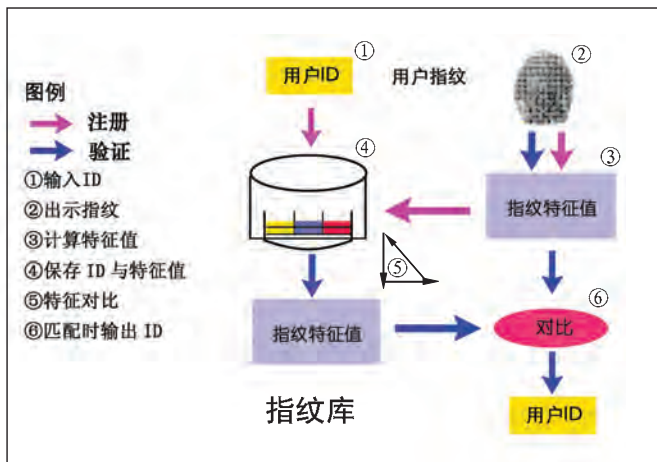 图例
注册
验证
①输入ID
②出示指纹
③计算特征值
④保存 ID 与特征值
⑤特征对比
⑥匹配时输出 ID
①
用户ID
用户指纹
②
④
③
指纹特征值
⑤
指纹特征值
⑥
对比
指纹库
用户ID